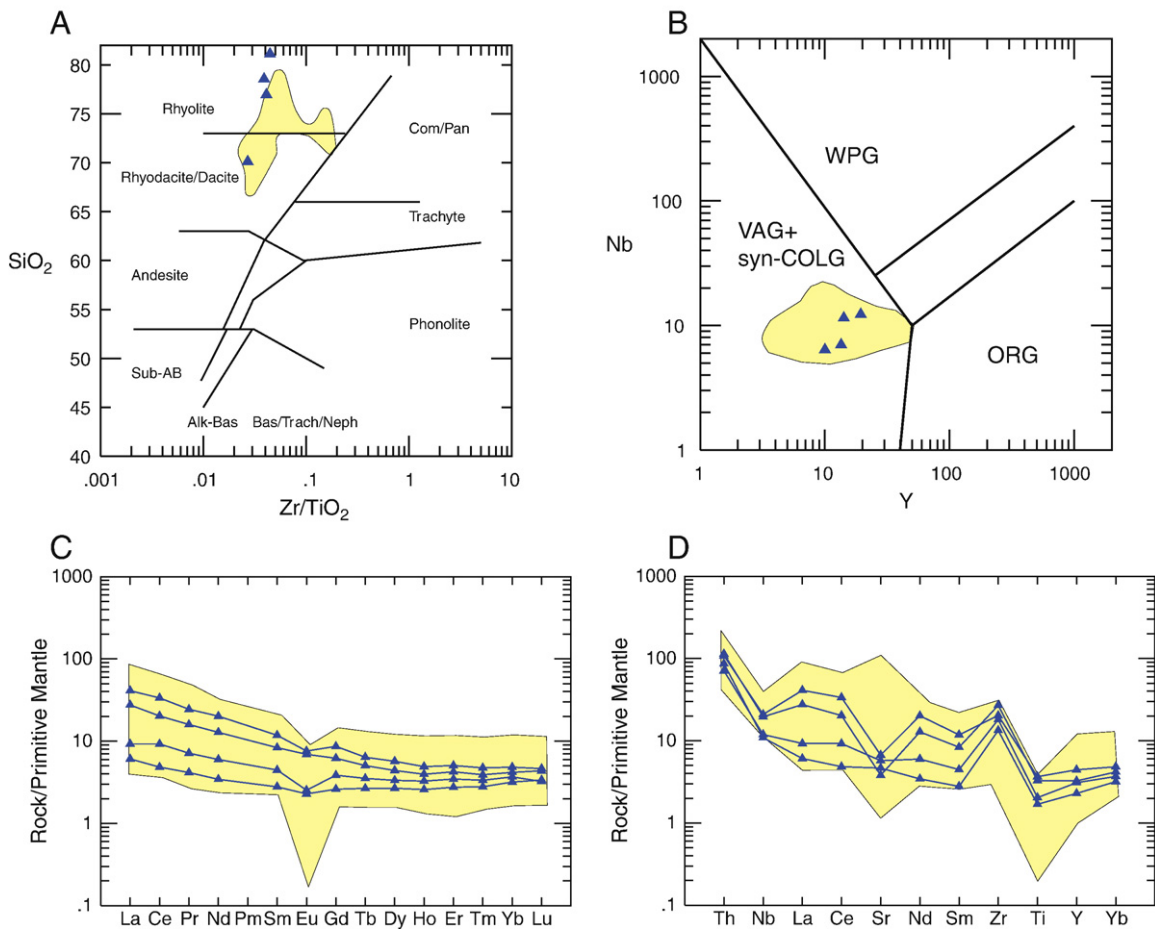 A
80
75
70
65
60
55
50
45
40
SiO2
Rhyolite
Com/Pan
Rhyodacite/Dacite
Trachyte
Andesite
Phonolite
Sub-AB
Alk-Bas
Bas/Trach/Neph
.001
.01
.1
1
10
Zr/TiO2
B
1000
100
10
1
Nb
WPG
VAG+
syn-COLG
ORG
1
10
100
1000
Y
C
1000
100
10
1
.1
Rock/Primitive Mantle
La Ce Pr Nd Pm Sm Eu Gd Tb Dy Ho Er Tm Yb Lu
D
1000
100
10
1
.1
Rock/Primitive Mantle
Th Nb La Ce Sr Nd Sm Zr Ti Y Yb